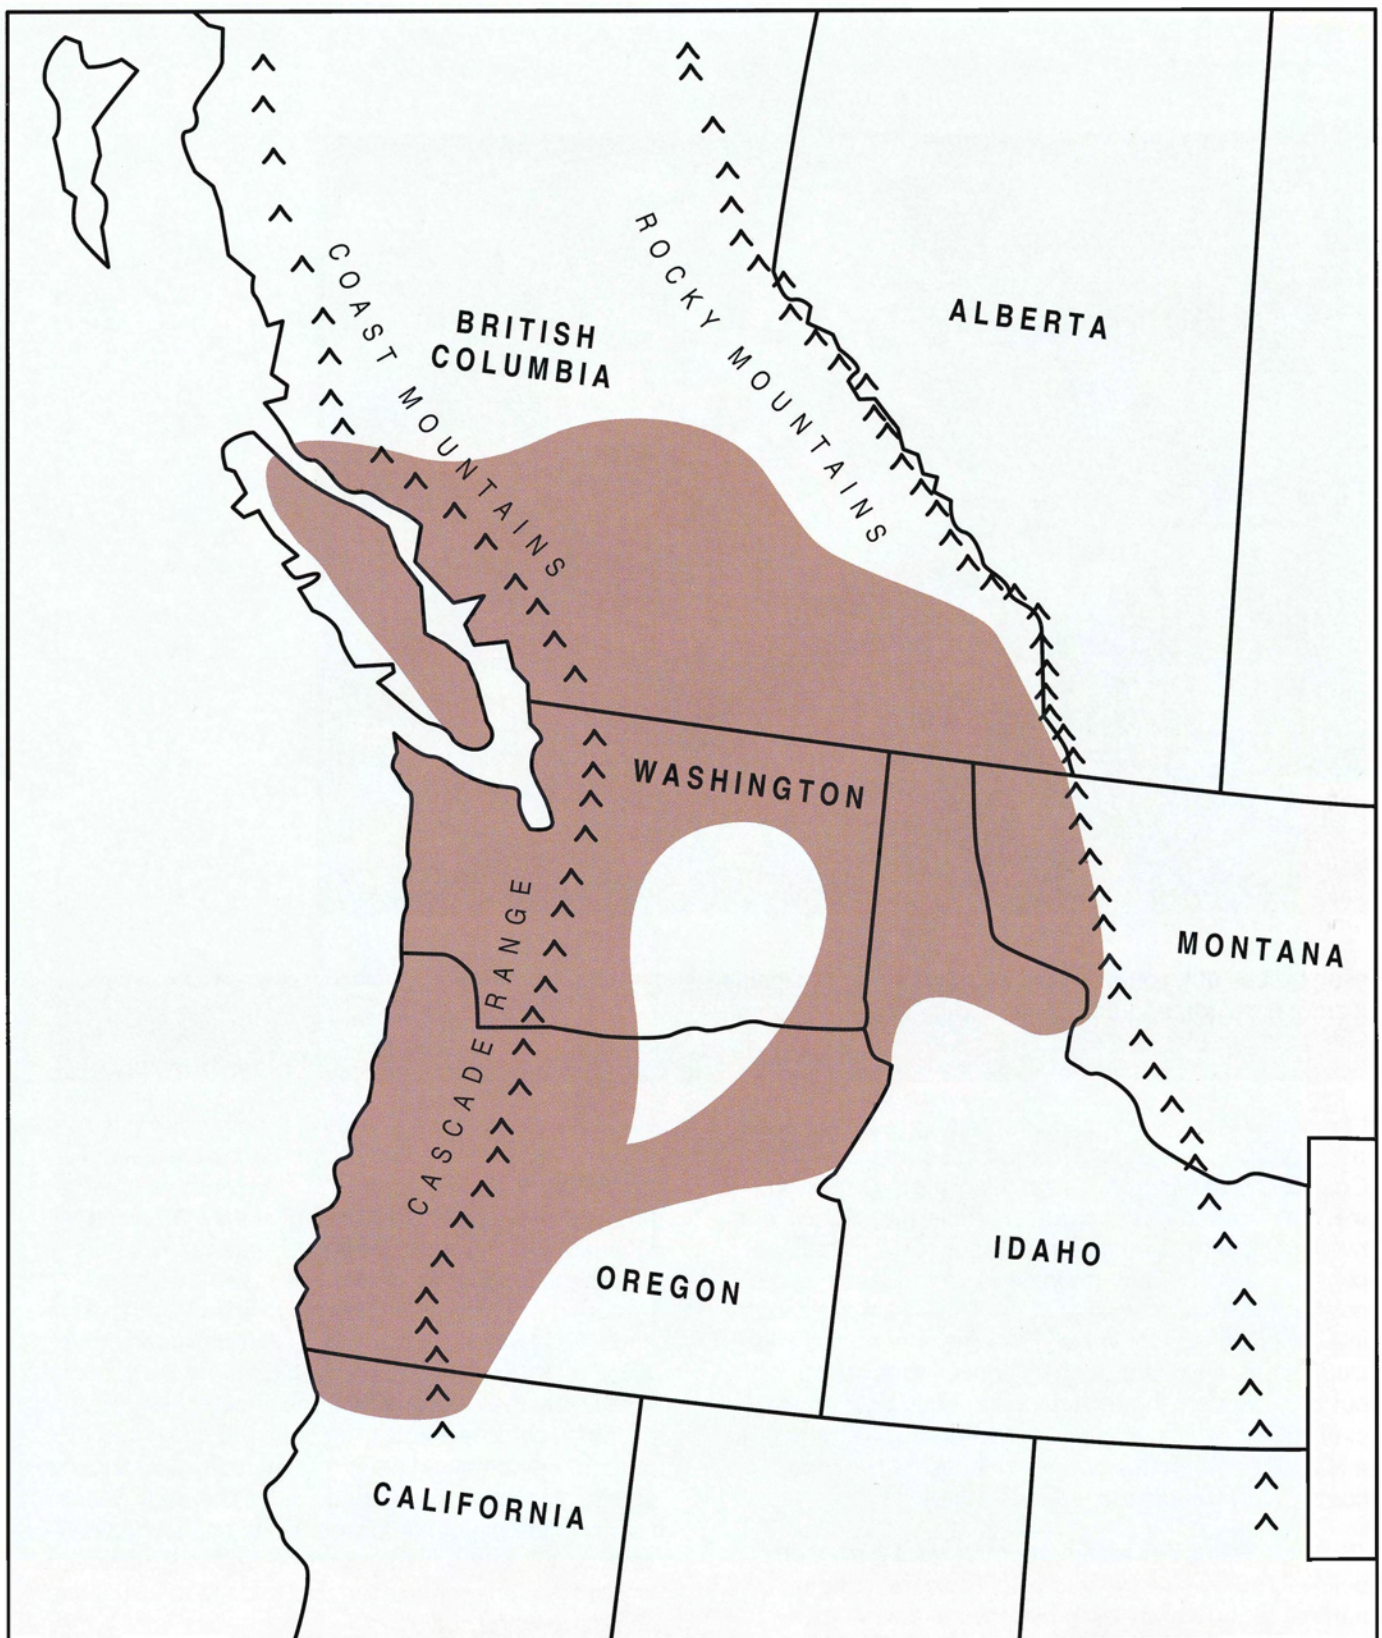 COAST MOUNTAINS
ROCKY MOUNTAINS
BRITISH
COLUMBIA
ALBERTA
WASHINGTON
CASCADE RANGE
MONTANA
IDAHO
OREGON
CALIFORNIA